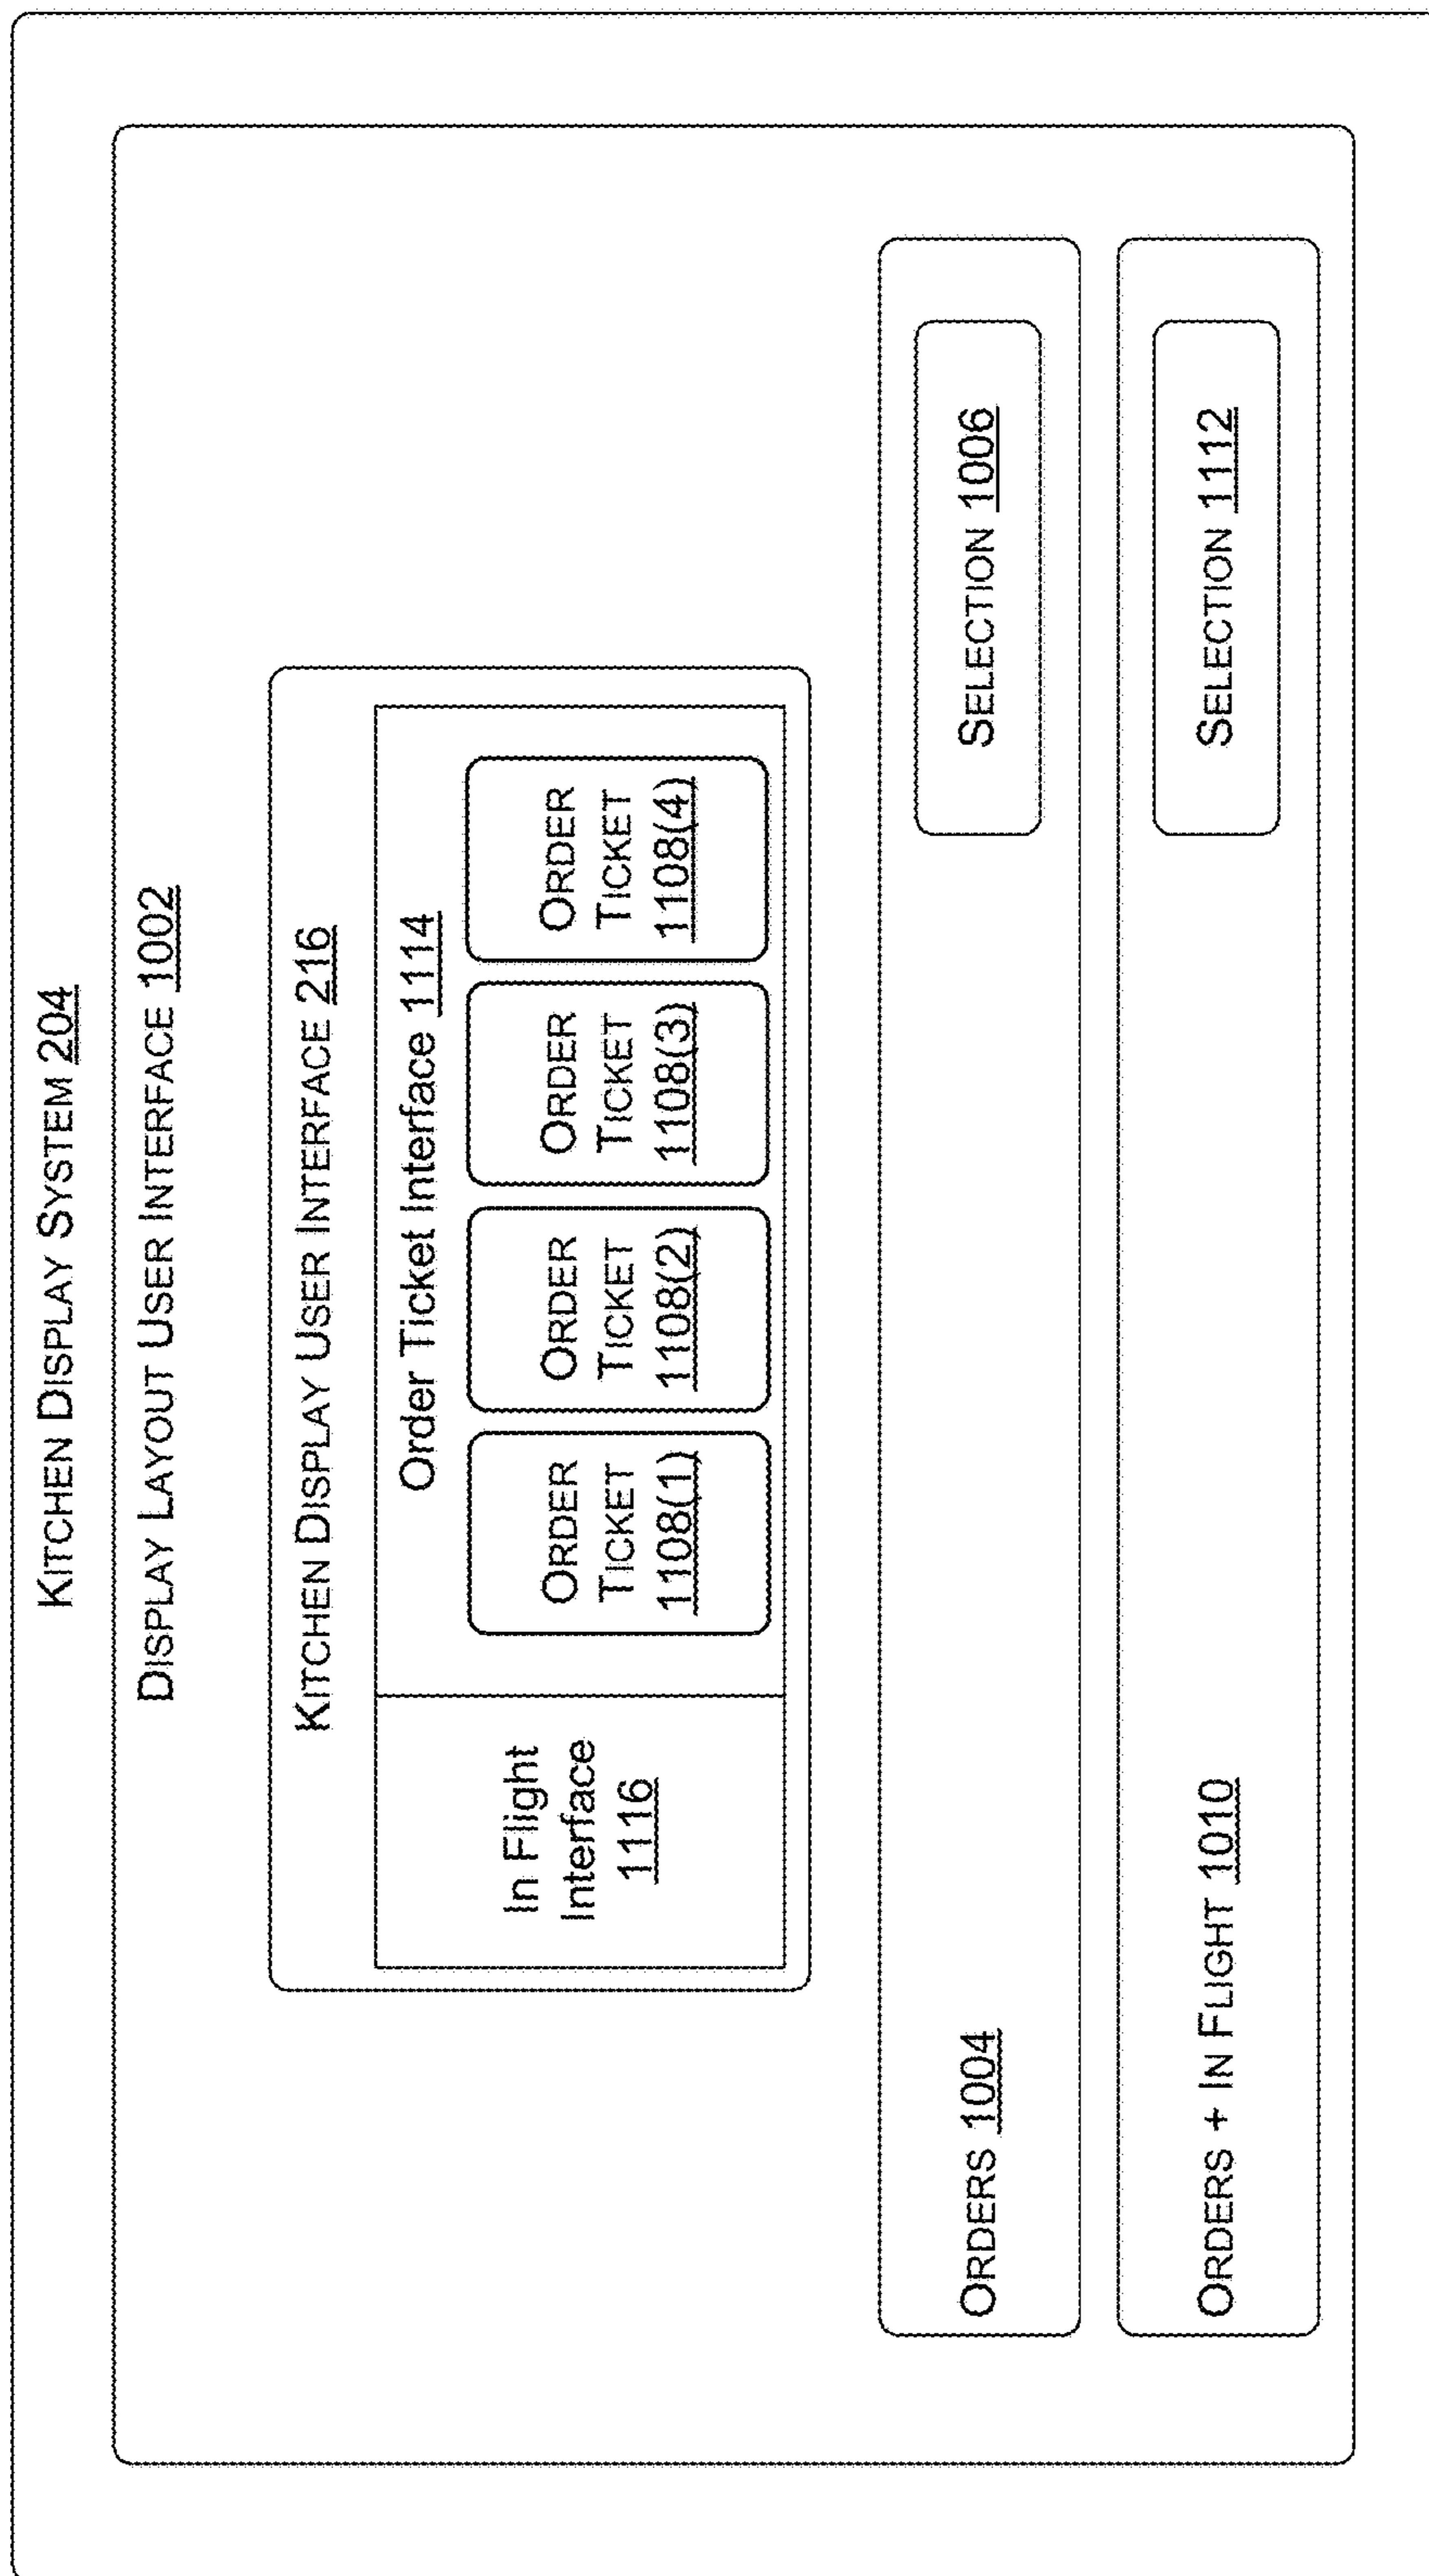 KITCHEN DISPLAY SYSTEM 204
DISPLAY LAYOUT USER INTERFACE 1002
KITCHEN DISPLAY USER INTERFACE 216
In Flight
Interface
1116
Order Ticket Interface 1114
ORDER
TICKET
1108(1)
ORDER
TICKET
1108(2)
ORDER
TICKET
1108(3)
ORDER
TICKET
1108(4)
ORDERS 1004
SELECTION 1006
ORDERS + IN FLIGHT 1010
SELECTION 1112